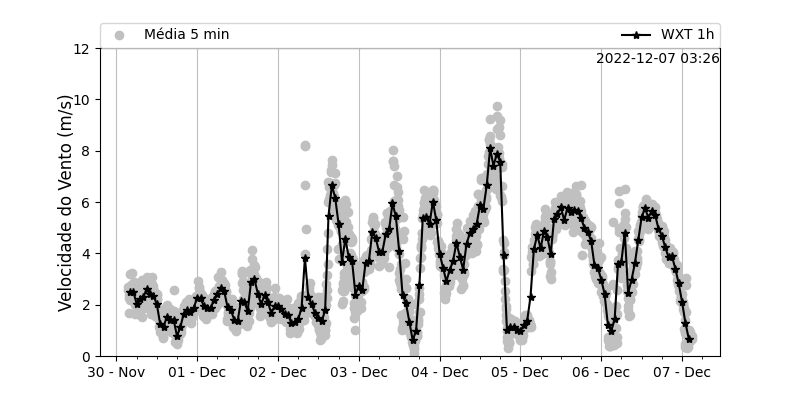 Média 5 min
WXT 1h
2022-12-07 03:26
Velocidade do Vento (m/s)
12
10
8
6
4
2
0
30 - Nov 01 - Dec 02 - Dec 03 - Dec 04 - Dec 05 - Dec 06 - Dec 07 - Dec